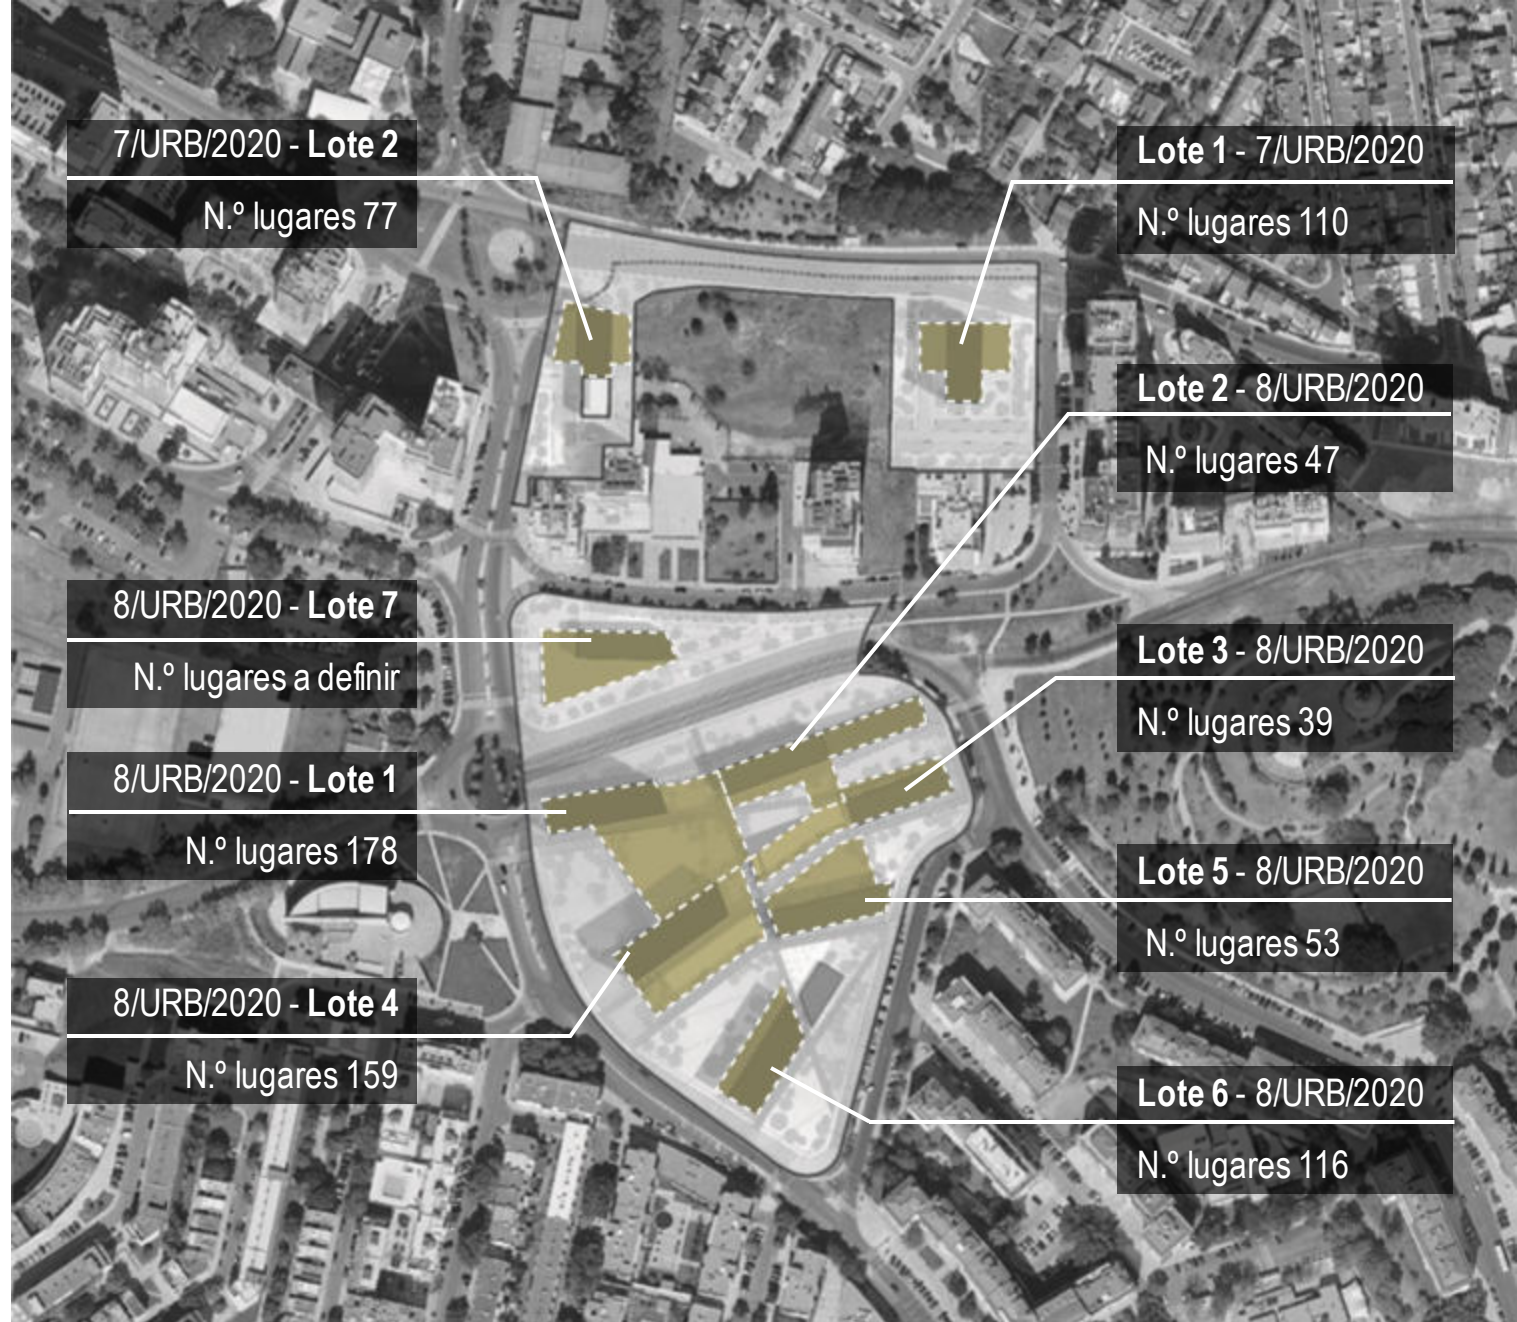 7/URB/2020 - Lote 2
N.º lugares 77
Lote 1 - 7/URB/2020
N.º lugares 110
Lote 2 - 8/URB/2020
N.º lugares 47
8/URB/2020 - Lote 7
N.º lugares a definir
Lote 3 - 8/URB/2020
N.º lugares 39
8/URB/2020 - Lote 1
N.º lugares 178
Lote 5 - 8/URB/2020
N.º lugares 53
8/URB/2020 - Lote 4
N.º lugares 159
Lote 6 - 8/URB/2020
N.º lugares 116